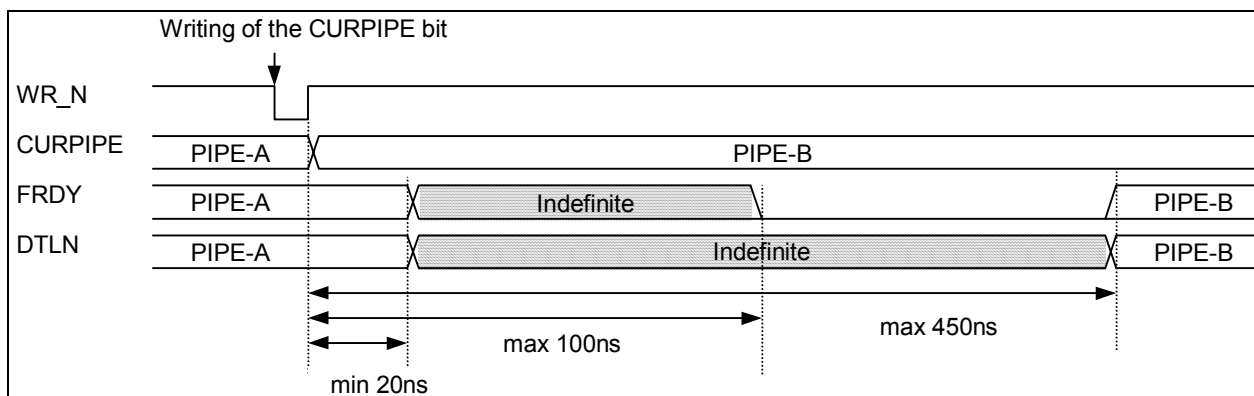 Writing of the CURPIPE bit
WR_N
CURPIPE PIPE-A PIPE-B
FRDY PIPE-A Indefinite PIPE-B
DTLN PIPE-A Indefinite PIPE-B
max 450ns
max 100ns
min 20ns